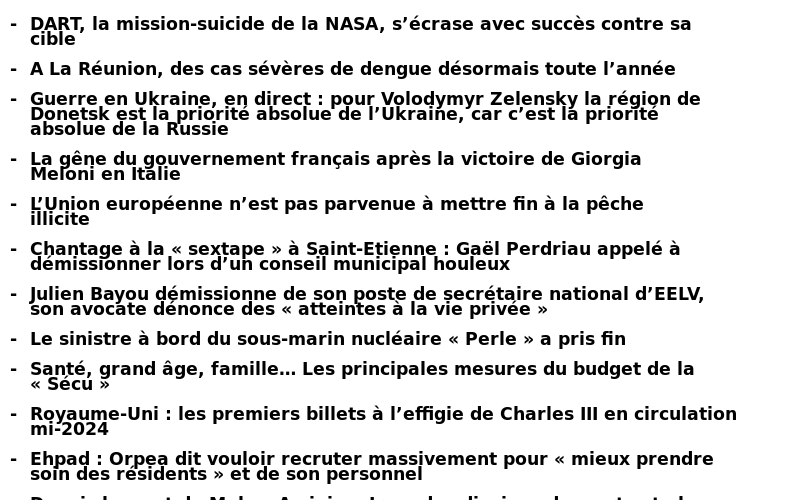 - DART, la mission-suicide de la NASA, s’écrase avec succès contre sa
cible
- A La Réunion, des cas sévères de dengue désormais toute l’année
- Guerre en Ukraine, en direct : pour Volodymyr Zelensky la région de
Donetsk est la priorité absolue de l’Ukraine, car c’est la priorité
absolue de la Russie
- La gêne du gouvernement français après la victoire de Giorgia
Meloni en Italie
- L’Union européenne n’est pas parvenue à mettre fin à la pêche
illicite
- Chantage à la « sextape » à Saint-Etienne : Gaël Perdriau appelé à
démissionner lors d’un conseil municipal houleux
- Julien Bayou démissionne de son poste de secrétaire national d’EELV,
son avocate dénonce des « atteintes à la vie privée »
- Le sinistre à bord du sous-marin nucléaire « Perle » a pris fin
- Santé, grand âge, famille… Les principales mesures du budget de la
« Sécu »
- Royaume-Uni : les premiers billets à l’effigie de Charles III en circulation
mi-2024
- Ehpad : Orpea dit vouloir recruter massivement pour « mieux prendre
soin des résidents » et de son personnel